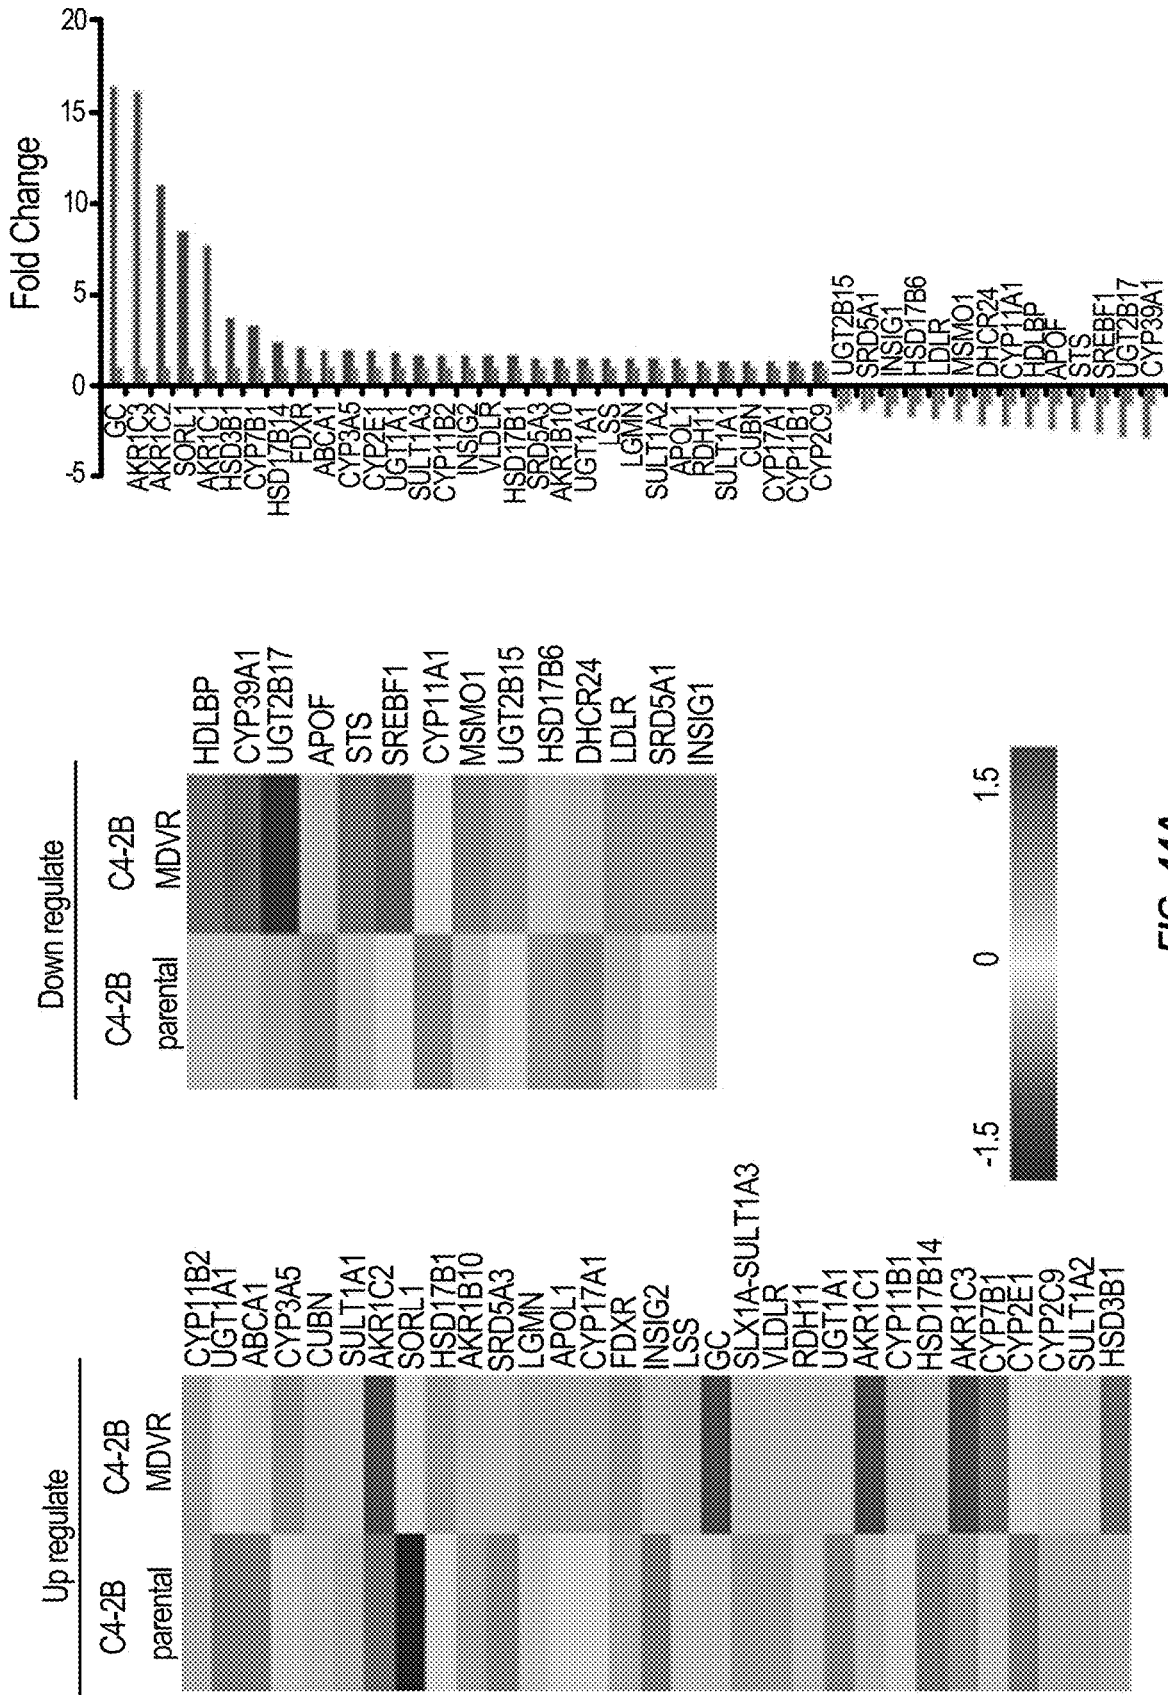 Up regulate
C4-2B parental
C4-2B MDVR
CYP11B2
UGT1A1
ABCA1
CYP3A5
CUBN
SULT1A1
AKR1C2
SORL1
HSD17B1
AKR1B10
SRD5A3
LGMN
APOL1
CYP17A1
FDXR
INSIG2
LSS
GC
SLX1A-SULT1A3
VLDLR
RDH11
UGT1A1
AKR1C1
CYP11B1
HSD17B14
AKR1C3
CYP7B1
CYP2E1
CYP2C9
SULT1A2
HSD3B1
Down regulate
C4-2B parental
C4-2B MDVR
HDLBP
CYP39A1
UGT2B17
APOF
STS
SREBF1
CYP11A1
MSMO1
UGT2B15
HSD17B6
DHCR24
LDLR
SRD5A1
INSIG1
-1.5
0
1.5
Fold Change
20
15
10
5
0
-5
GC
AKR1C3
AKR1CX
SORL1
AKR1C1
HSD3B1
CYP7B1
HSD17B14
FDXR
ABCA1
CYP3A5
CYP2E1
UGT1A1
SULT1A3
CYP11B2
INSIG2
VLDLR
HSD17B1
SRD5A3
AKR1B10
UGT1A1
LSS
LGMN
SULT1A2
APOL1
RDH11
SULT1A1
CUBN
CYP17A1
CYP11B1
CYP2C9
UGT2B15
SRD5A1
INSIG1
HSD17B6
LDLR
MSMO1
DHCR24
CYP11A1
HDLBP
APOF
STS
SREBF1
UGT2B17
CYP39A1